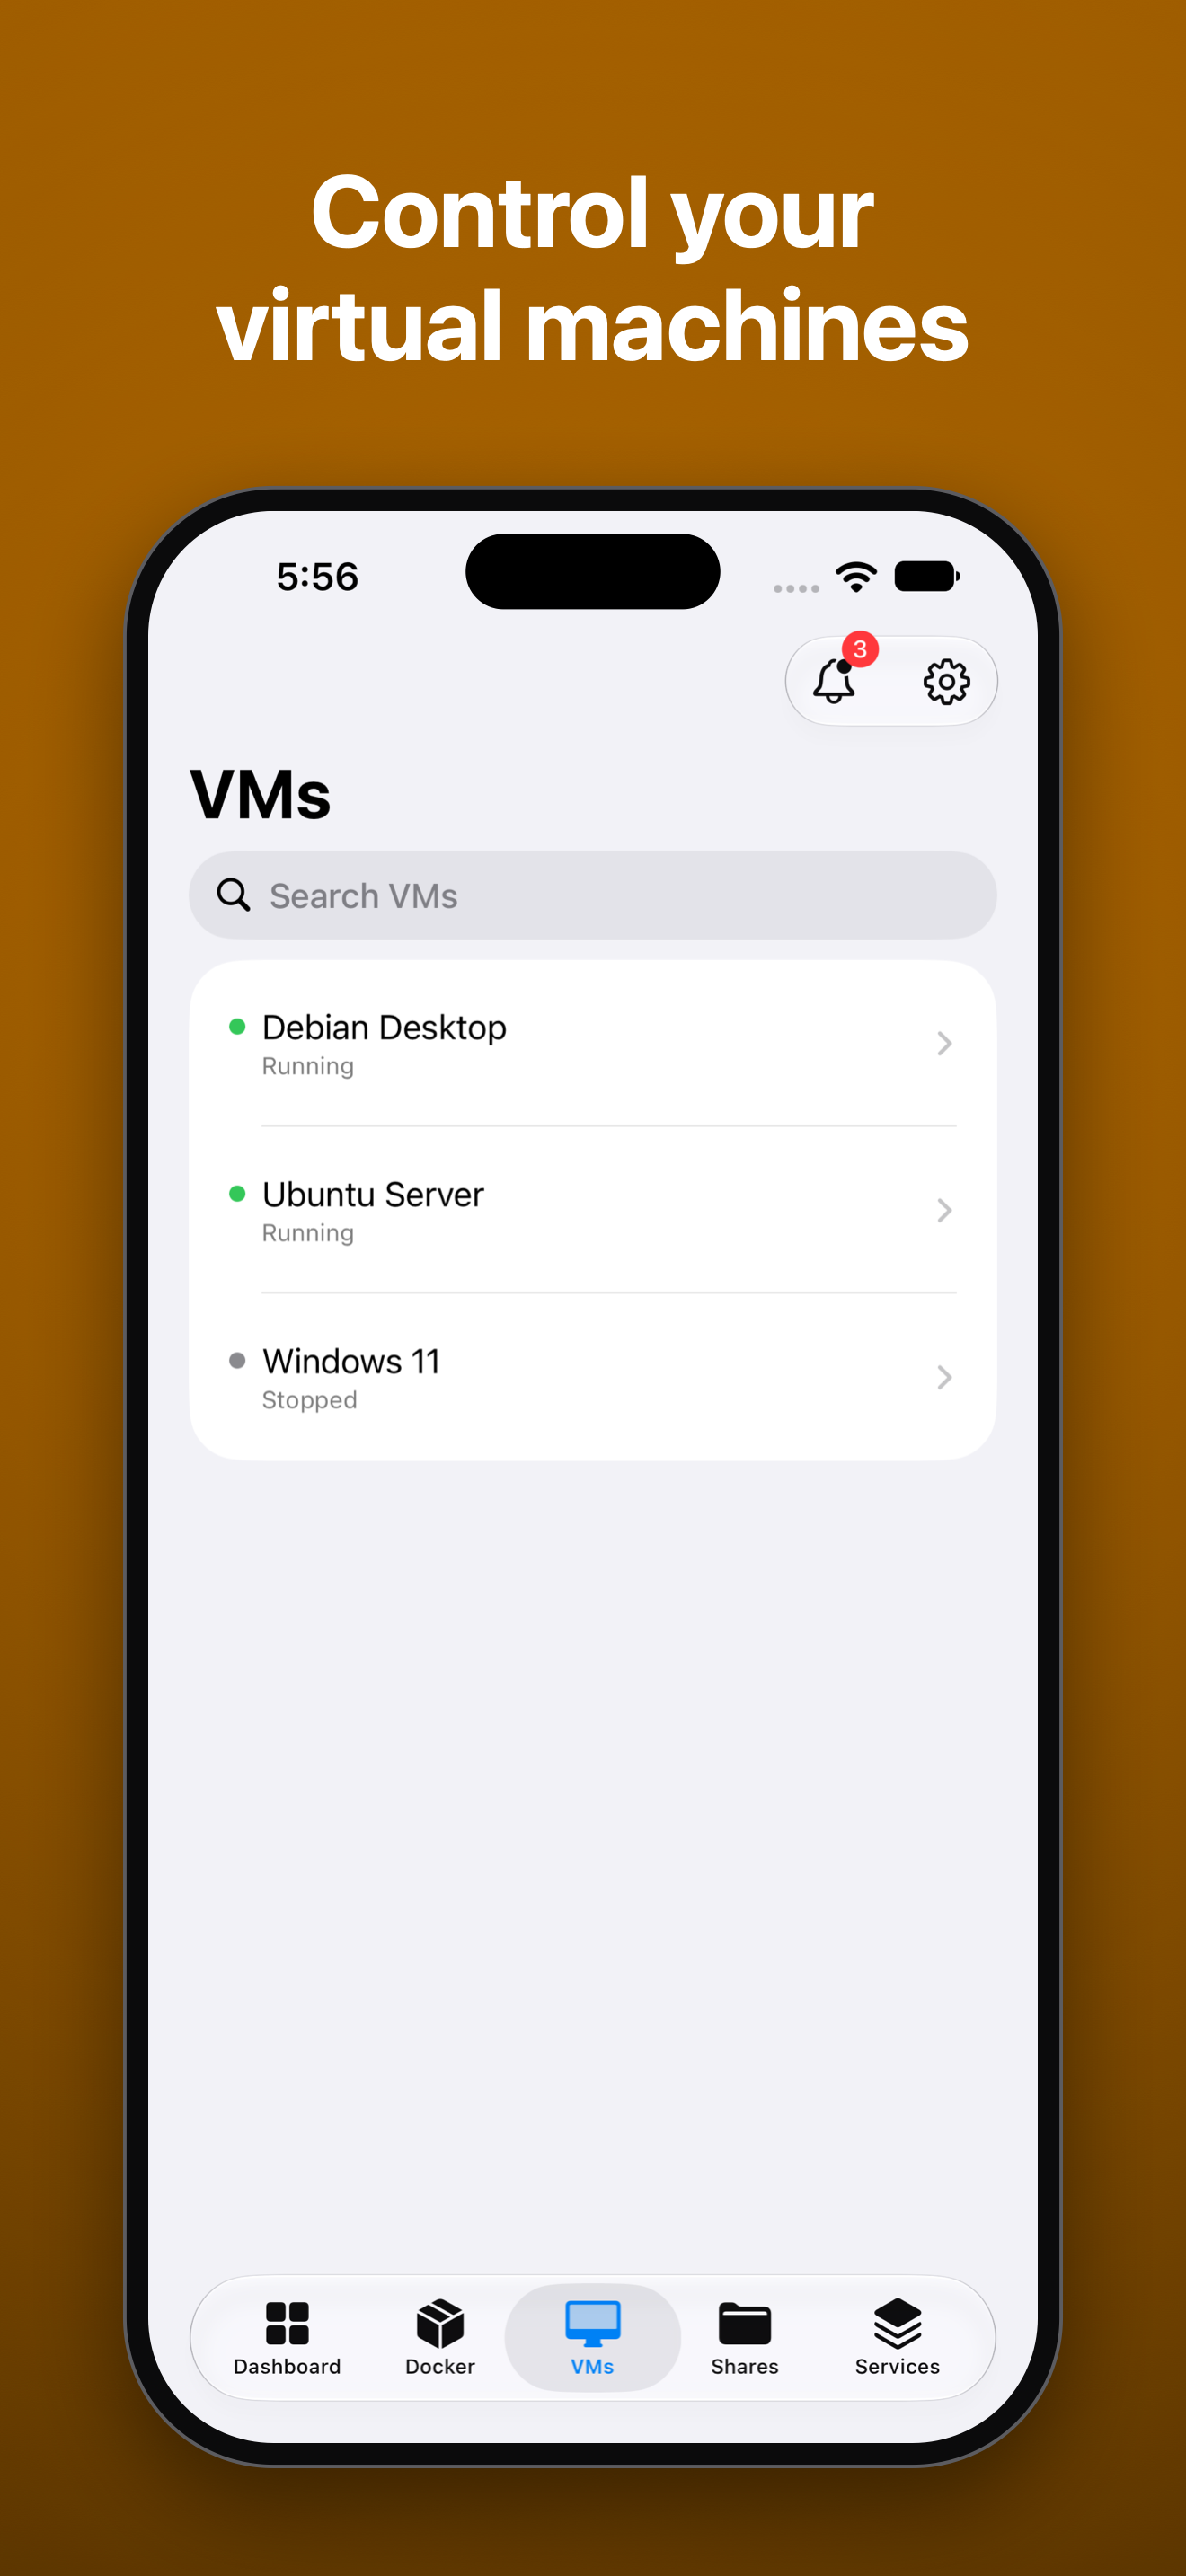 Control your
virtual machines
5:56
3
VMs
Search VMs
Debian Desktop
Running
Ubuntu Server
Running
Windows 11
Stopped
Dashboard
Docker
VMs
Shares
Services